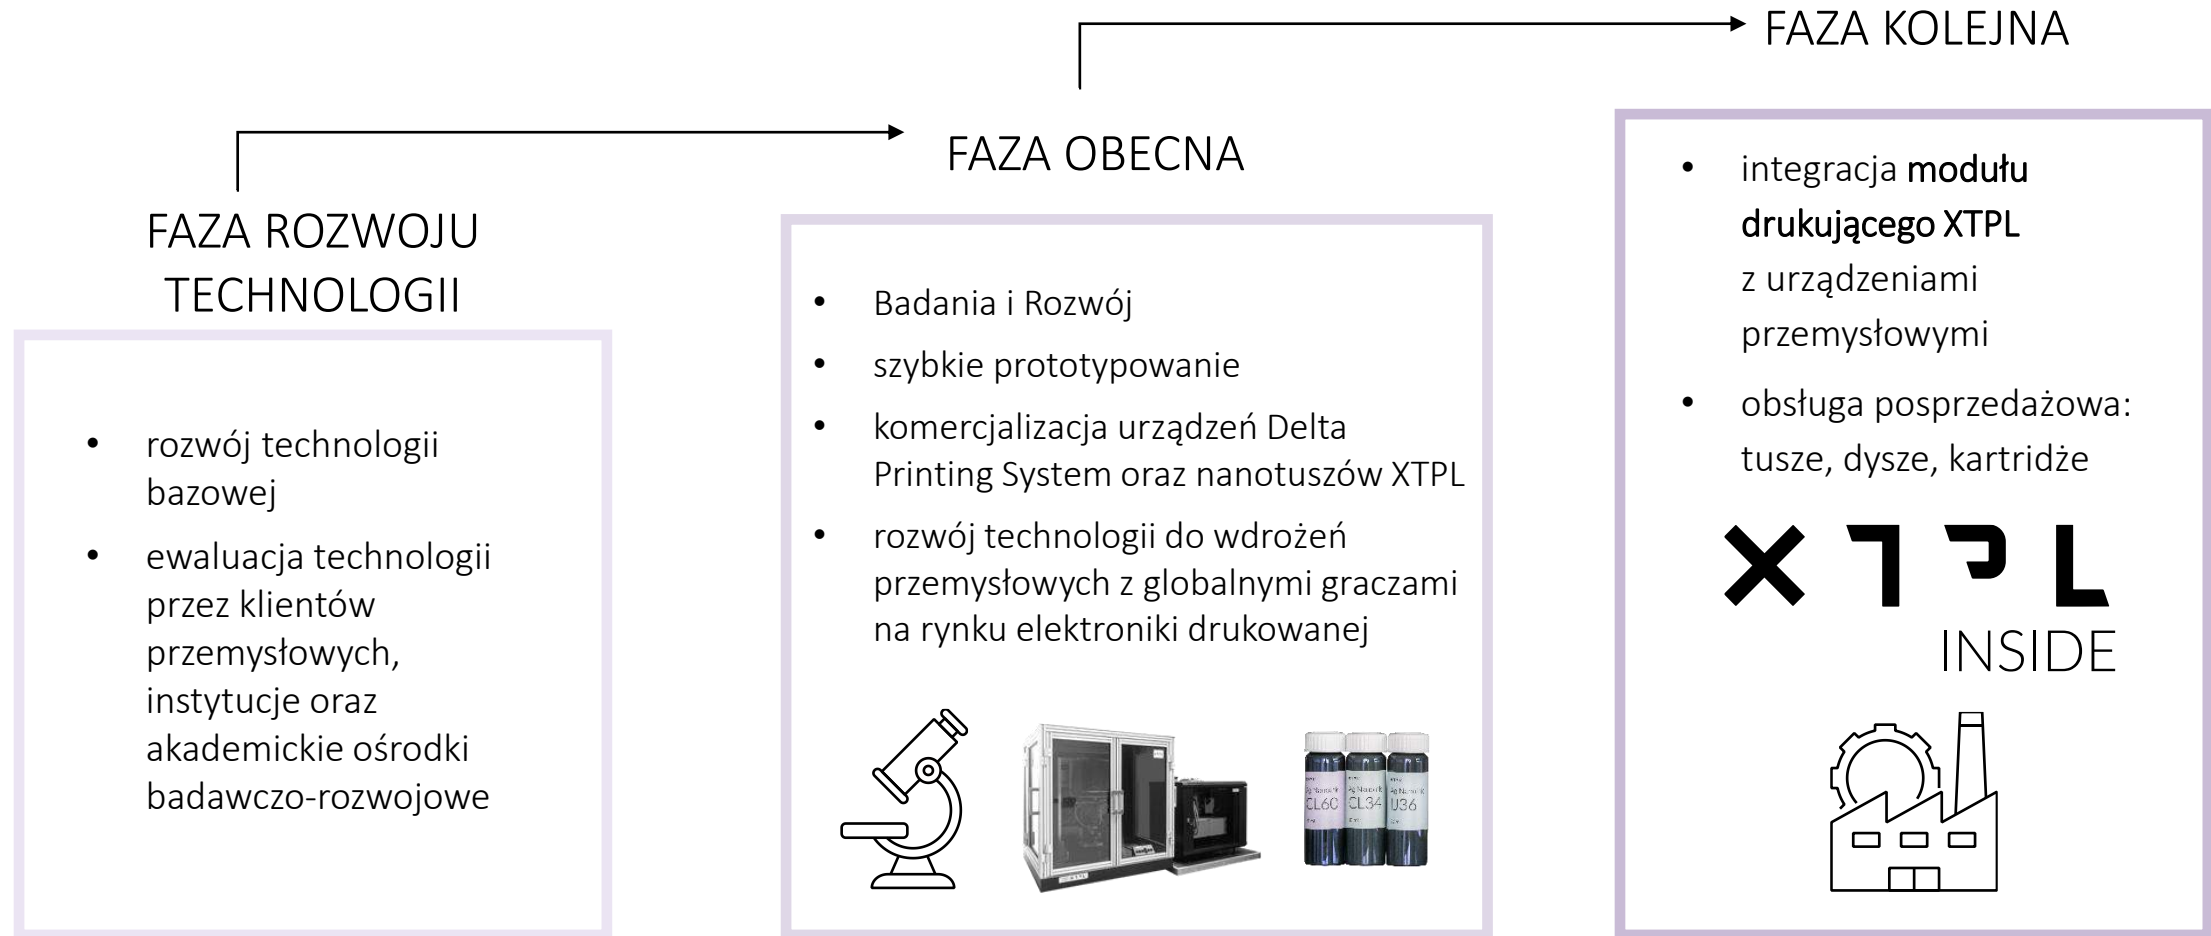 FAZA ROZWOJU
TECHNOLOGII
• rozwój technologii
bazowej
• ewaluacja technologii
przez klientów
przemysłowych,
instytucje oraz
akademickie ośrodki
badawczo-rozwojowe
FAZA OBECNA
• Badania i Rozwój
• szybkie prototypowanie
• komercjalizacja urządzeń Delta
Printing System oraz nanotuszów XTPL
• rozwój technologii do wdrożeń
przemysłowych z globalnymi graczami
na rynku elektroniki drukowanej
CL60
CL34
U36
FAZA KOLEJNA
• integracja modułu
drukującego XTPL
z urządzeniami
przemysłowymi
• obsługa posprzedażowa:
tusze, dysze, kartridże
XTPL
INSIDE